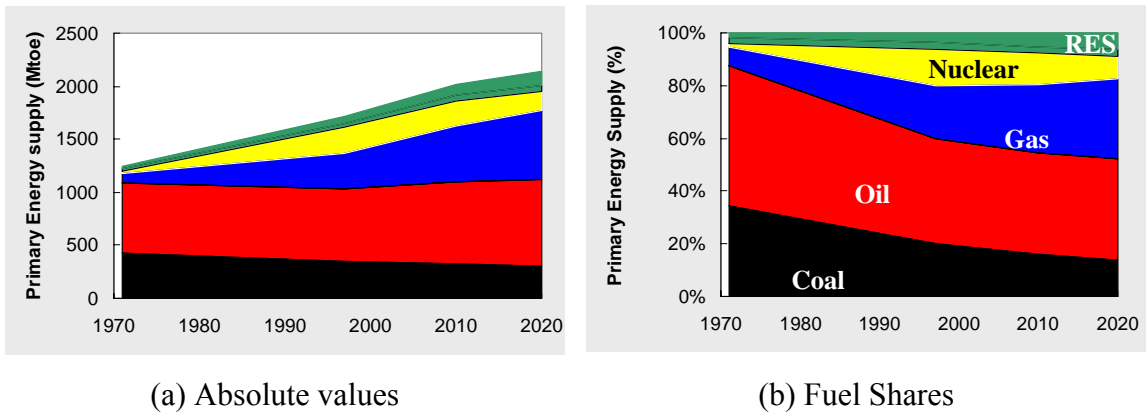 Primary Energy supply (Mtoe)
2500
2000
1500
1000
500
0
1970 1980 1990 2000 2010 2020
(a) Absolute values
Primary Energy Supply (%)
100%
80%
60%
40%
20%
0%
RES
Nuclear
Gas
Oil
Coal
1970 1980 1990 2000 2010 2020
(b) Fuel Shares